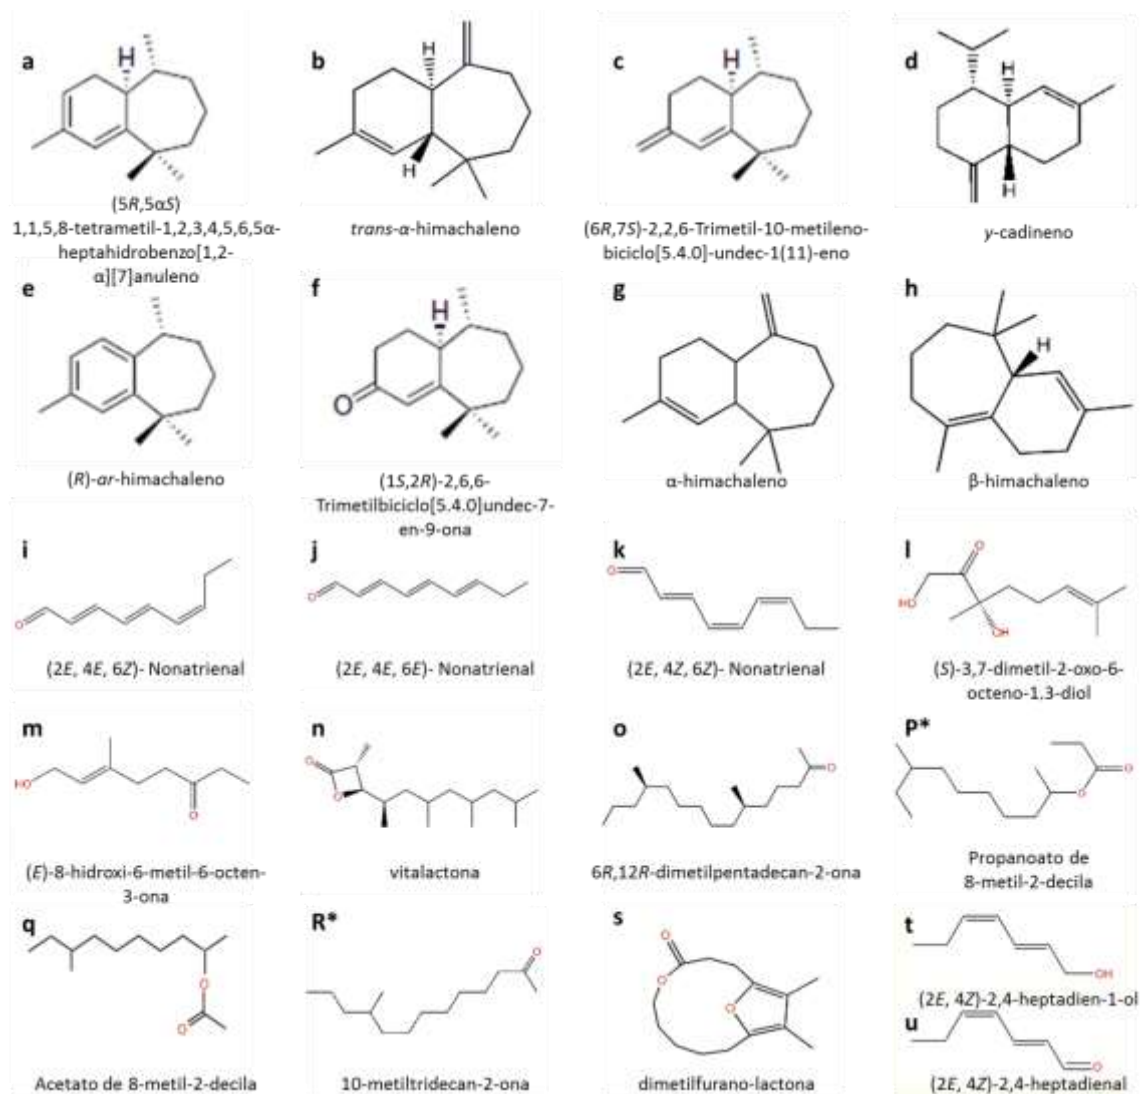 a
b
c
d
H
H
H
H
H
H
(5R,5αS)
1,1,5,8-tetrametil-1,2,3,4,5,6,5α-
heptahidrobenzo[1,2-
α][7]anuleno
trans-α-himachaleno
(6R,7S)-2,2,6-Trimetil-10-metileno-
biciclo[5.4.0]-undec-1(11)-eno
γ-cadineno
e
f
g
h
H
H
O
(R)-ar-himachaleno
(1S,2R)-2,6,6-
Trimetilbiciclo[5.4.0]undec-7-
en-9-ona
α-himachaleno
β-himachaleno
i
j
k
l
O
O
O
O
HO
OH
(2E, 4E, 6Z)- Nonatrienal
(2E, 4E, 6E)- Nonatrienal
(2E, 4Z, 6Z)- Nonatrienal
(S)-3,7-dimetil-2-oxo-6-
octeno-1.3-diol
m
n
o
P*
HO
O
O
O
O
O
O
(E)-8-hidroxi-6-metil-6-octen-
3-ona
vitalactona
6R,12R-dimetilpentadecan-2-ona
Propanoato de
8-metil-2-decila
q
R*
s
t
O
O
O
O
O
O
OH
(2E, 4Z)-2,4-heptadien-1-ol
u
O
Acetato de 8-metil-2-decila
10-metiltridecan-2-ona
dimetilfurano-lactona
(2E, 4Z)-2,4-heptadienal